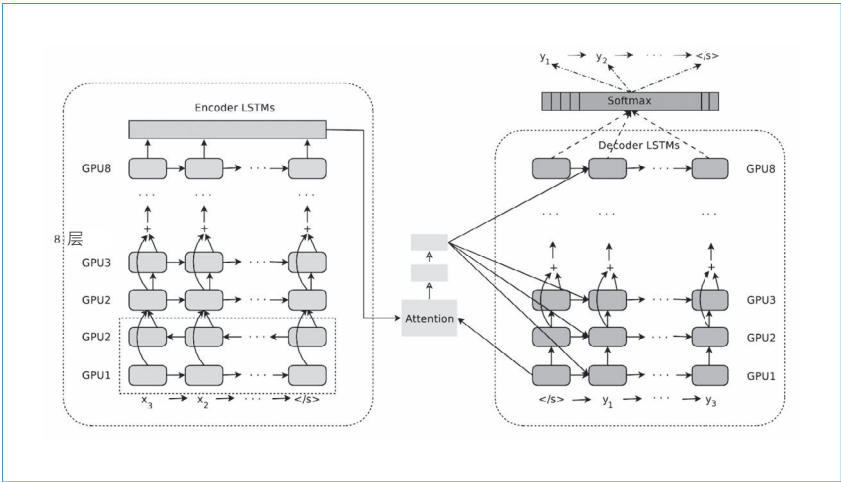 y1 → y2 → ··· → </s>
Softmax
Encoder LSTMs
Decoder LSTMs
GPU8
GPU8
···
···
···
···
···
+
+
+
8 层
GPU3
+
+
+
GPU2
GPU3
Attention
GPU2
GPU2
GPU1
GPU1
x3 → x2 → ··· → </s>
</s> → y1 → ··· → y3